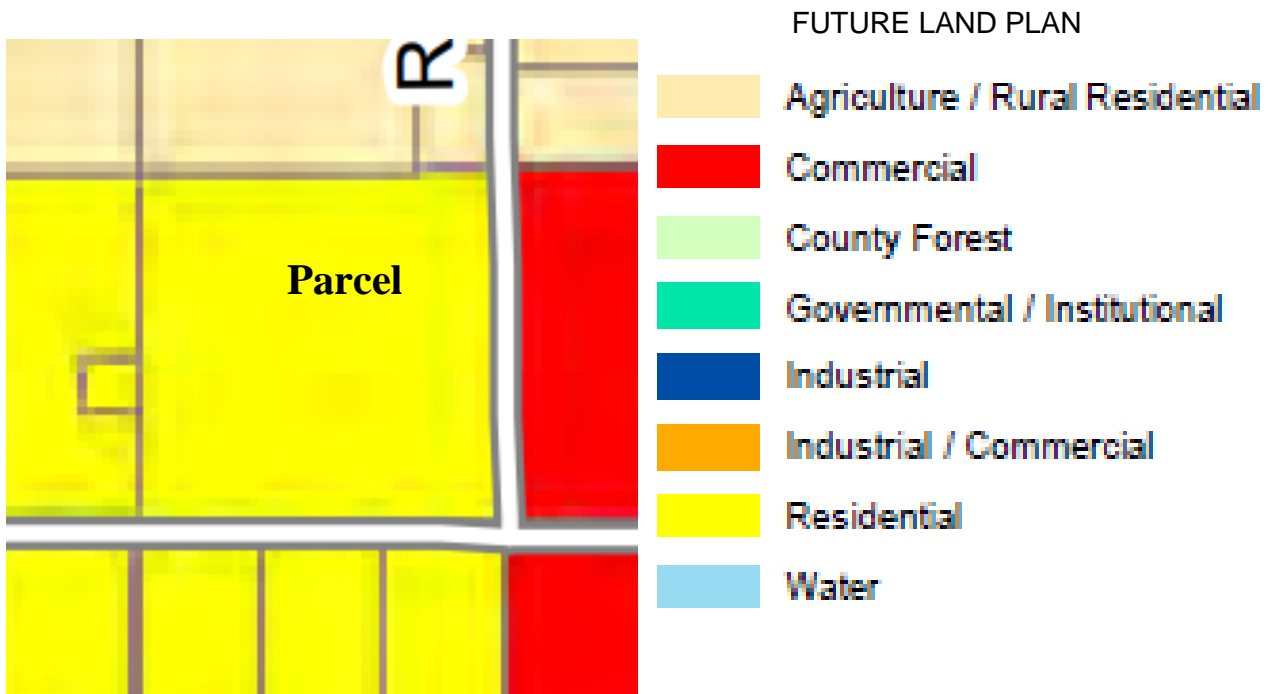 FUTURE LAND PLAN
R
Parcel
Agriculture / Rural Residential
Commercial
County Forest
Governmental / Institutional
Industrial
Industrial / Commercial
Residential
Water